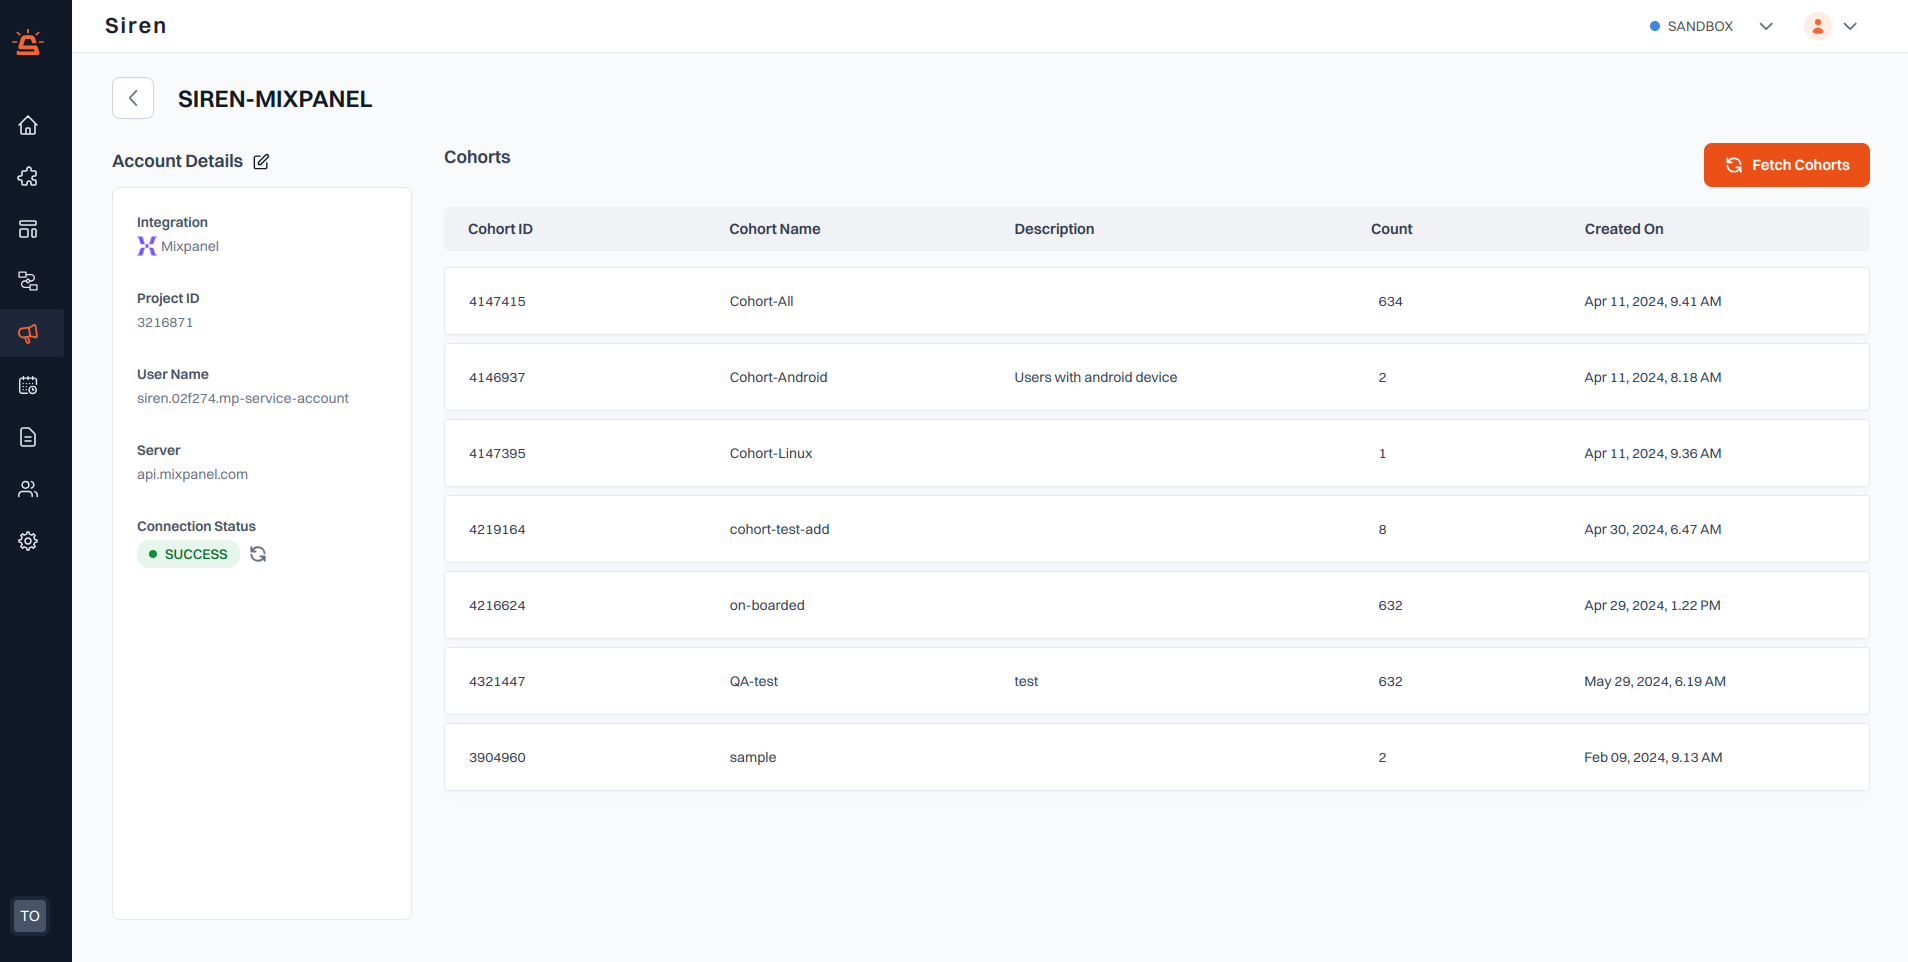 Siren
SANDBOX
SIREN-MIXPANEL
Account Details
Integration
Mixpanel
Project ID
3216871
User Name
siren.02f274.mp-service-account
Server
api.mixpanel.com
Connection Status
SUCCESS
Cohorts
Fetch Cohorts
Cohort ID Cohort Name Description Count Created On
4147415 Cohort-All 634 Apr 11, 2024, 9.41 AM
4146937 Cohort-Android Users with android device 2 Apr 11, 2024, 8.18 AM
4147395 Cohort-Linux 1 Apr 11, 2024, 9.36 AM
4219164 cohort-test-add 8 Apr 30, 2024, 6.47 AM
4216624 on-boarded 632 Apr 29, 2024, 1.22 PM
4321447 QA-test test 632 May 29, 2024, 6.19 AM
3904960 sample 2 Feb 09, 2024, 9.13 AM
TO